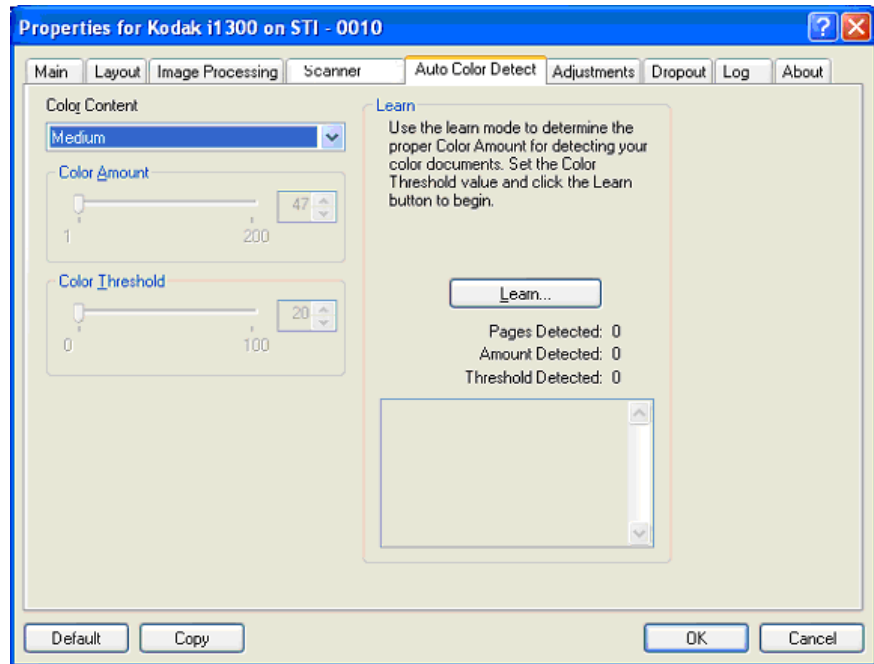 Properties for Kodak i1300 on STI - 0010
Main Layout Image Processing Scanner Auto Color Detect Adjustments Dropout Log About
Color Content
Medium
Color Amount
47
1 200
Color Threshold
20
0 100
Learn
Use the learn mode to determine the
proper Color Amount for detecting your
color documents. Set the Color
Threshold value and click the Learn
button to begin.
Learn...
Pages Detected: 0
Amount Detected: 0
Threshold Detected: 0
Default Copy OK Cancel